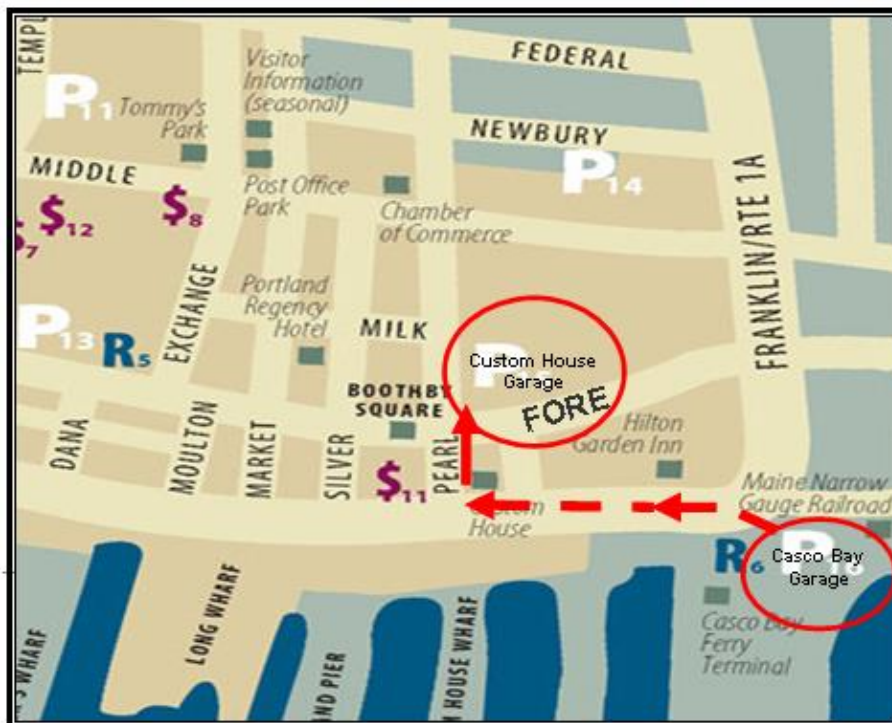 TEMPL
FEDERAL
Visitor
Information
(seasonal)
P11
Tommy's
Park
NEWBURY
MIDDLE
P14
Post Office
Park
Chamber
of Commerce
$8
$12
$7
FRANKLIN/RTE 1A
EXCHANGE
Portland
Regency
Hotel
P13
R5
MILK
Custom House
Garage
BOOTHBY
SQUARE
FORE
Hilton
Garden Inn
DANA
MOULTON
MARKET
SILVER
PEARL
$11
Maine Narrow
Gauge Railroad
House
R6
P16
Casco Bay
Garage
Casco Bay
Ferry
Terminal
LONG WHARF
WHARF
PIER
HOUSE WHARF